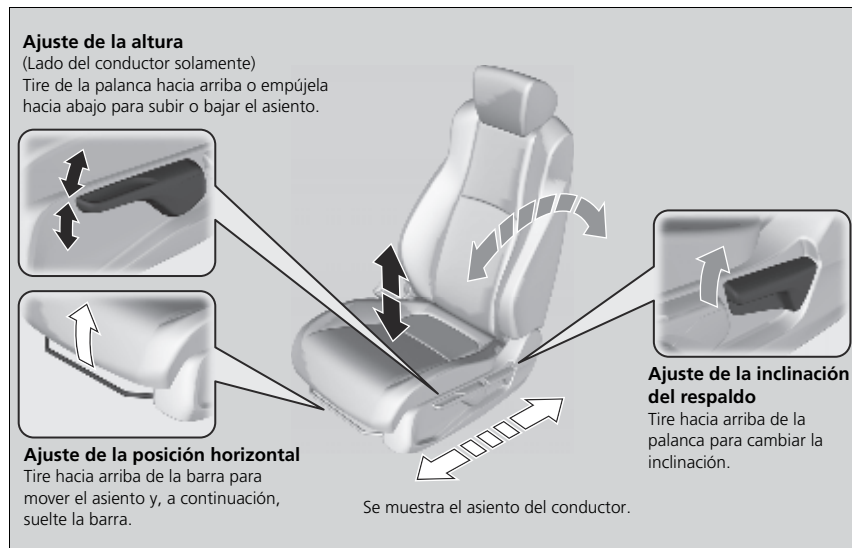 Ajuste de la altura
(Lado del conductor solamente)
Tire de la palanca hacia arriba o empújela
hacia abajo para subir o bajar el asiento.
Ajuste de la posición horizontal
Tire hacia arriba de la barra para
mover el asiento y, a continuación,
suelte la barra.
Ajuste de la inclinación
del respaldo
Tire hacia arriba de la
palanca para cambiar la
inclinación.
Se muestra el asiento del conductor.